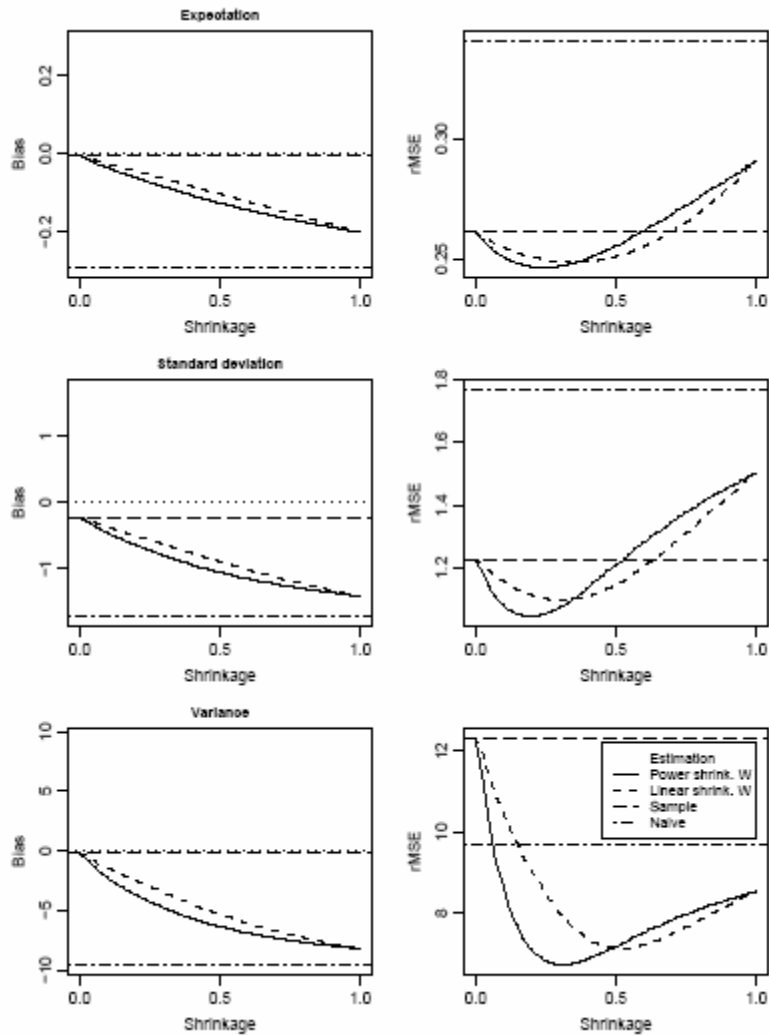 Expectation
Bias
0.2
0.0
−0.2
0.0 0.5 1.0
Shrinkage
rMSE
0.30
0.25
0.0 0.5 1.0
Shrinkage
Standard deviation
Bias
1
0
−1
0.0 0.5 1.0
Shrinkage
rMSE
1.8
1.6
1.4
1.2
0.0 0.5 1.0
Shrinkage
Variance
Bias
10
5
0
−5
−10
0.0 0.5 1.0
Shrinkage
rMSE
12
10
8
0.0 0.5 1.0
Shrinkage
Estimation
Power shrink. W
Linear shrink. W
Sample
Naive